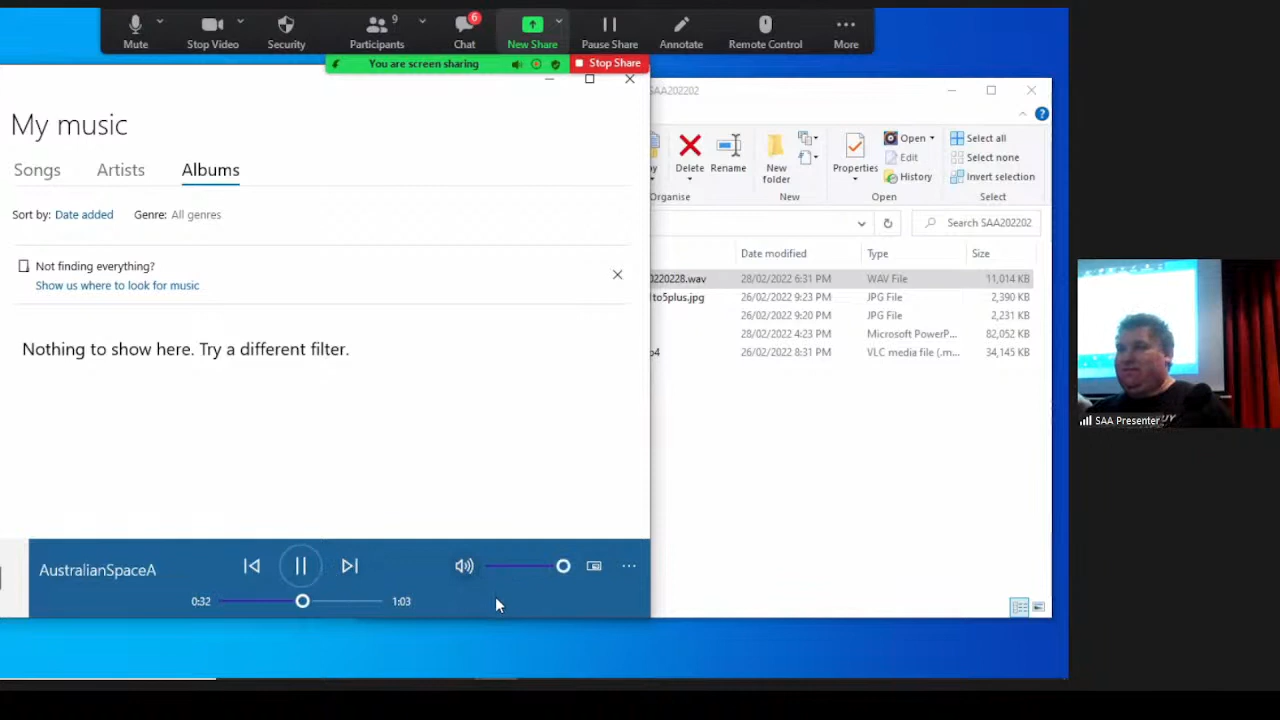 9
6
Mute
Stop Video
Security
Participants
Chat
New Share
Pause Share
Annotate
Remote Control
More
You are screen sharing
Stop Share
My music
Songs
Artists
Albums
Sort by: Date added
Genre: All genres
Not finding everything?
Show us where to look for music
Nothing to show here. Try a different filter.
AustralianSpaceA
0:32
1:03
SAA202202
Delete
Rename
New
folder
Properties
Open
Edit
History
Select all
Select none
Invert selection
Organise
New
Open
Select
Search SAA202202
Date modified
Type
Size
0220228.wav
28/02/2022 6:31 PM
WAV File
11,014 KB
to5plus.jpg
26/02/2022 9:23 PM
JPG File
2,390 KB
26/02/2022 9:20 PM
JPG File
2,231 KB
28/02/2022 4:23 PM
Microsoft PowerP...
82,052 KB
26/02/2022 8:31 PM
VLC media file (.m...
34,145 KB
SAA Presenter